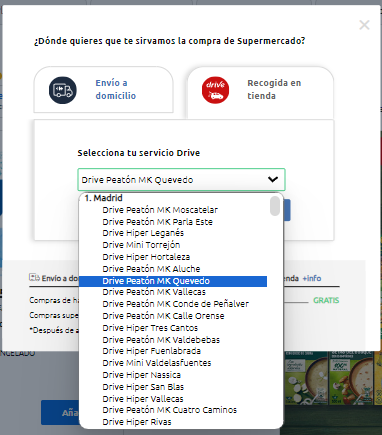 ¿Dónde quieres que te sirvamos la compra de Supermercado?
Envío a
domicilio
drive
Recogida en
tienda
Selecciona tu servicio Drive
Drive Peatón MK Quevedo
1. Madrid
Drive Peatón MK Moscatelar
Drive Peatón MK Parla Este
Drive Hiper Leganés
Drive Mini Torrejón
Drive Hiper Hortaleza
Drive Peatón MK Aluche
Drive Peatón MK Quevedo
Drive Peatón MK Vallecas
Drive Peatón MK Conde de Peñalver
Drive Peatón MK Calle Orense
Drive Hiper Tres Cantos
Drive Peatón MK Valdebebas
Drive Hiper Fuenlabrada
Drive Mini Valdelasfuentes
Drive Hiper Nassica
Drive Hiper San Blas
Drive Hiper Vallecas
Drive Peatón MK Cuatro Caminos
Drive Hiper Rivas
Envío a do
enda +info
Compras de ha
GRATIS
Compras supe
*Después de a
NGELADO
Aña